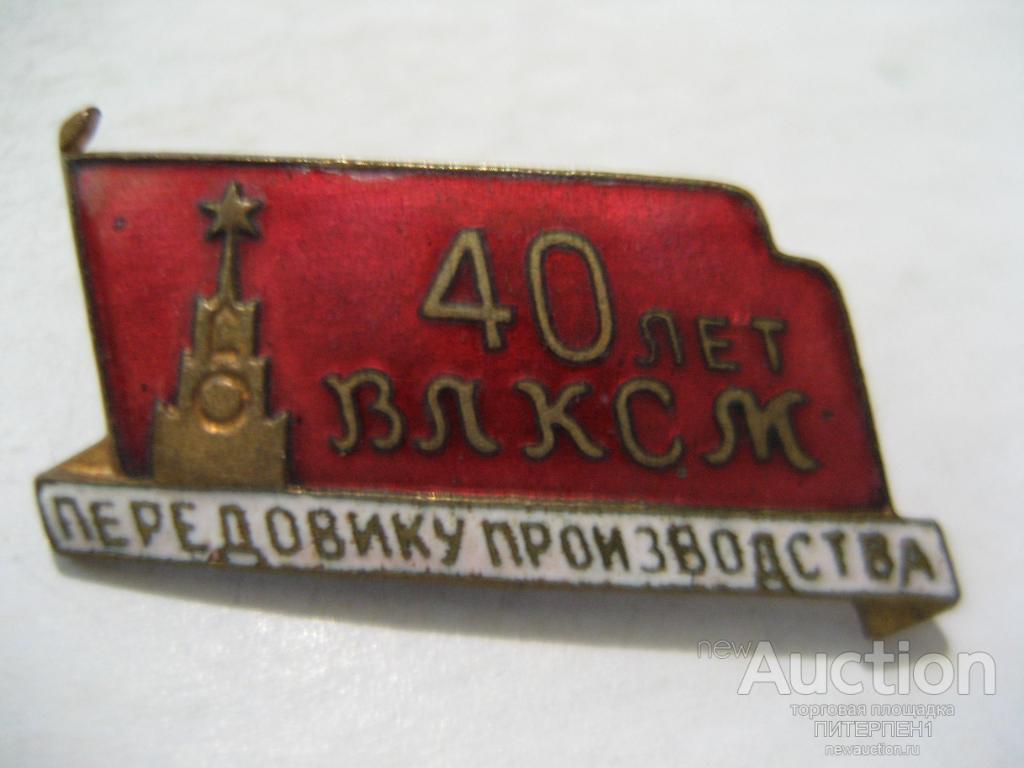 40 ЛЕТ
ВЛКСМ
ПЕРЕДОВИКУ ПРОИЗВОДСТВА
newAuction
торговая площадка
ПИТЕРПЕН1
newauction.ru